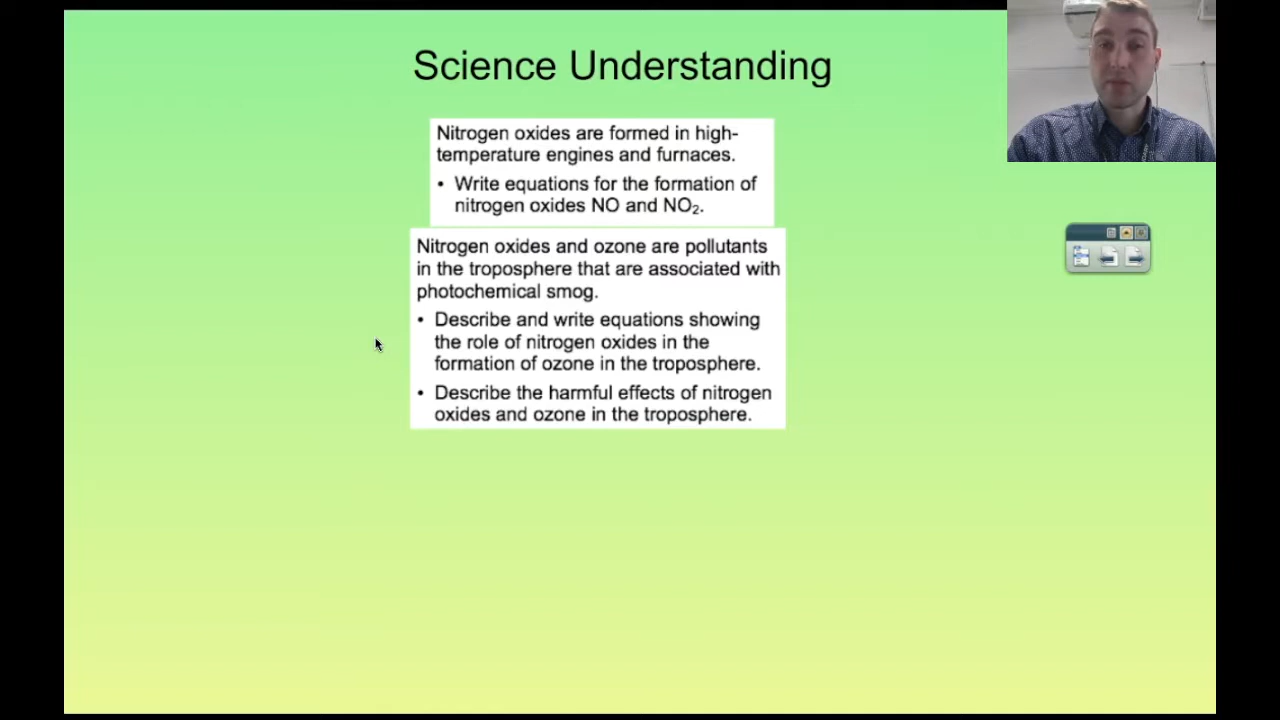 Science Understanding
Nitrogen oxides are formed in high-
temperature engines and furnaces.
• Write equations for the formation of
nitrogen oxides NO and NO₂.
Nitrogen oxides and ozone are pollutants
in the troposphere that are associated with
photochemical smog.
• Describe and write equations showing
the role of nitrogen oxides in the
formation of ozone in the troposphere.
• Describe the harmful effects of nitrogen
oxides and ozone in the troposphere.